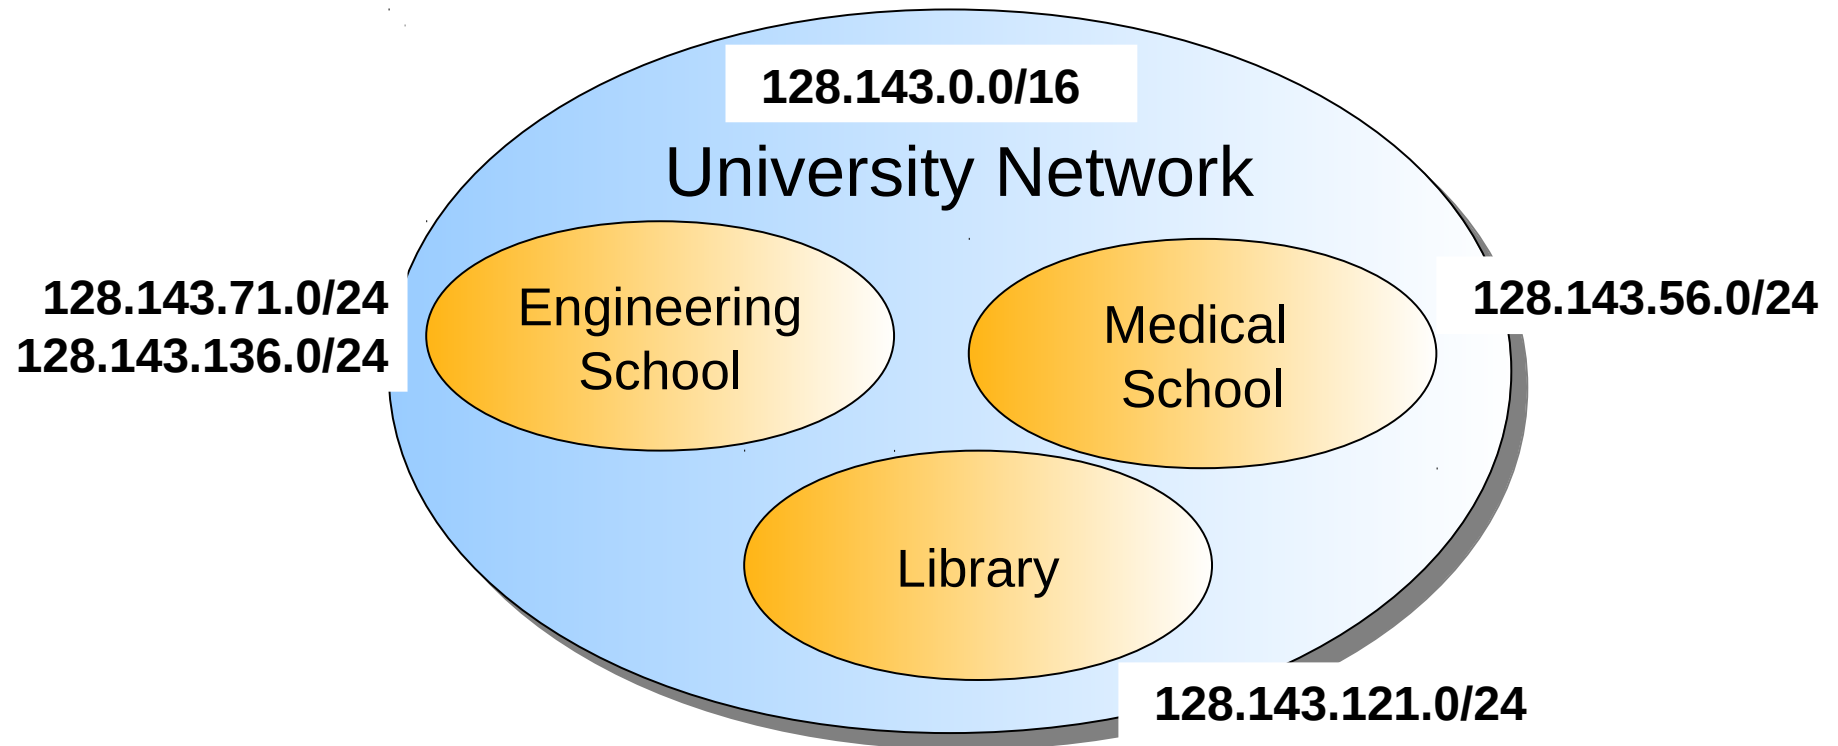 128.143.0.0/16
University Network
128.143.71.0/24
128.143.136.0/24
Engineering
School
Medical
School
128.143.56.0/24
Library
128.143.121.0/24